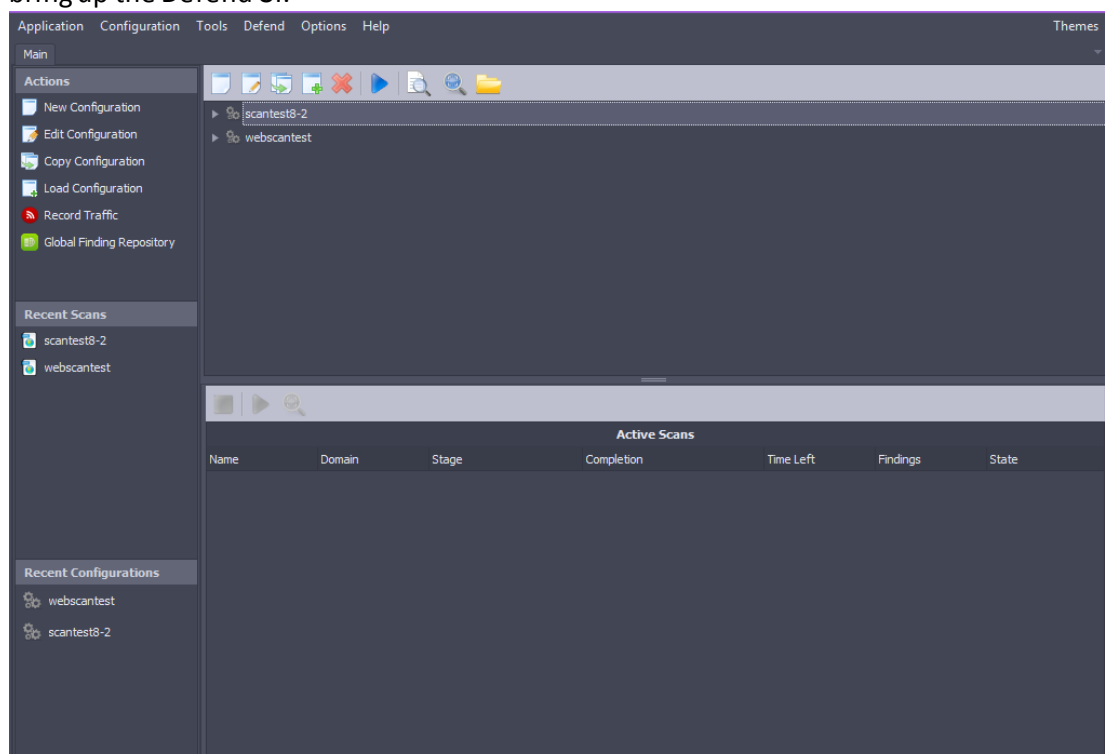 bring up the Defend UI.
Application Configuration Tools Defend Options Help Themes
Main
Actions
New Configuration
Edit Configuration
Copy Configuration
Load Configuration
Record Traffic
Global Finding Repository
Recent Scans
scantest8-2
webscantest
Recent Configurations
webscantest
scantest8-2
scantest8-2
webscantest
Active Scans
Name Domain Stage Completion Time Left Findings State